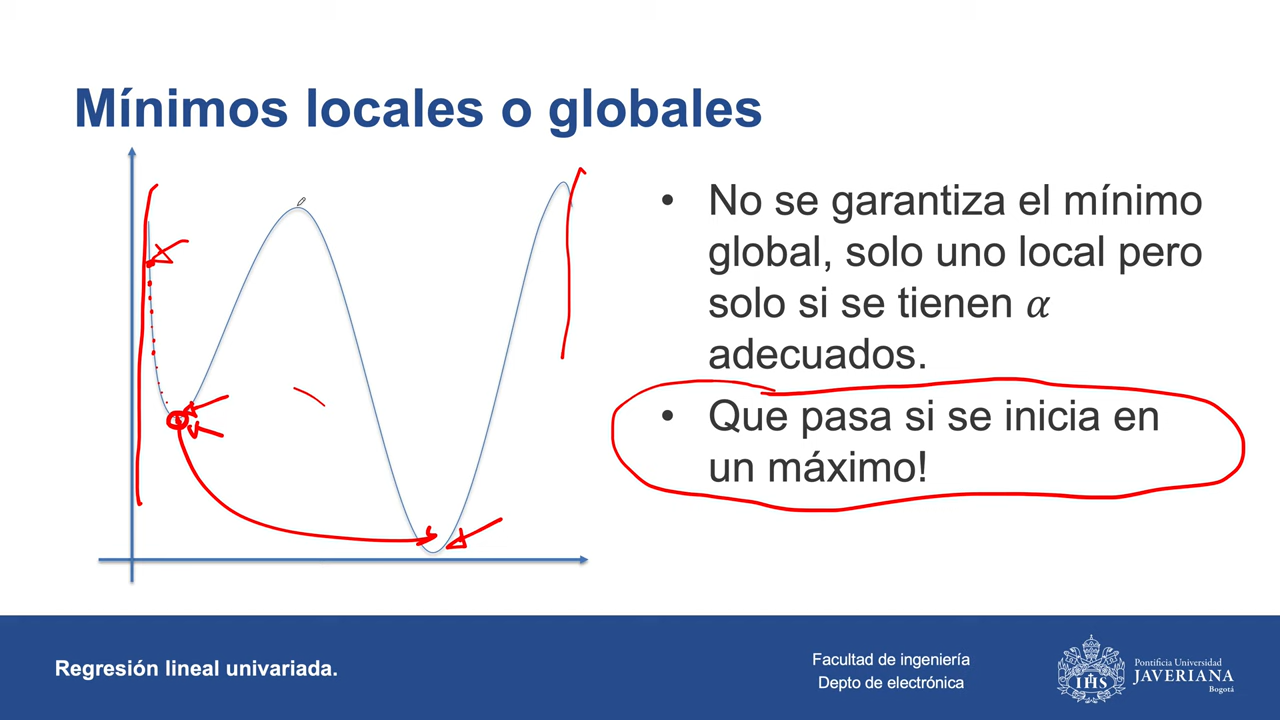 Mínimos locales o globales
• No se garantiza el mínimo
global, solo uno local pero
solo si se tienen α
adecuados.
• Que pasa si se inicia en
un máximo!
Regresión lineal univariada.
Facultad de ingeniería
Depto de electrónica
IHS
Pontificia Universidad
JAVERIANA
Bogotá